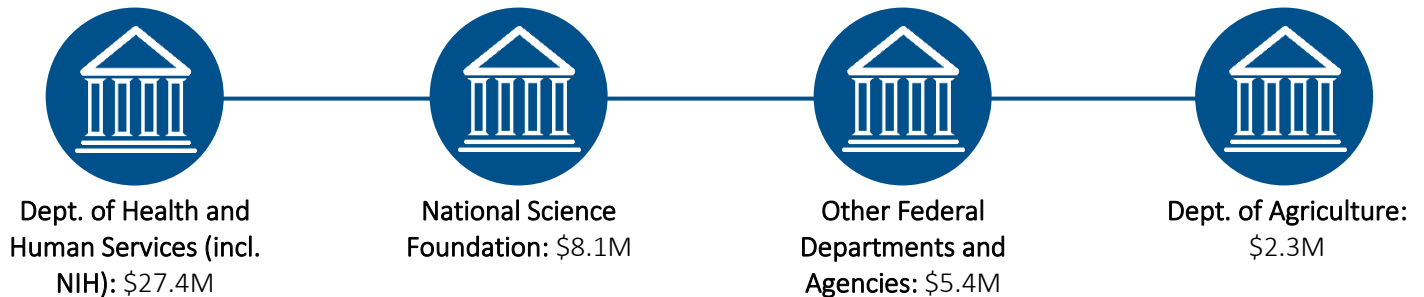 Dept. of Health and
Human Services (incl.
NIH): $27.4M
National Science
Foundation: $8.1M
Other Federal
Departments and
Agencies: $5.4M
Dept. of Agriculture:
$2.3M